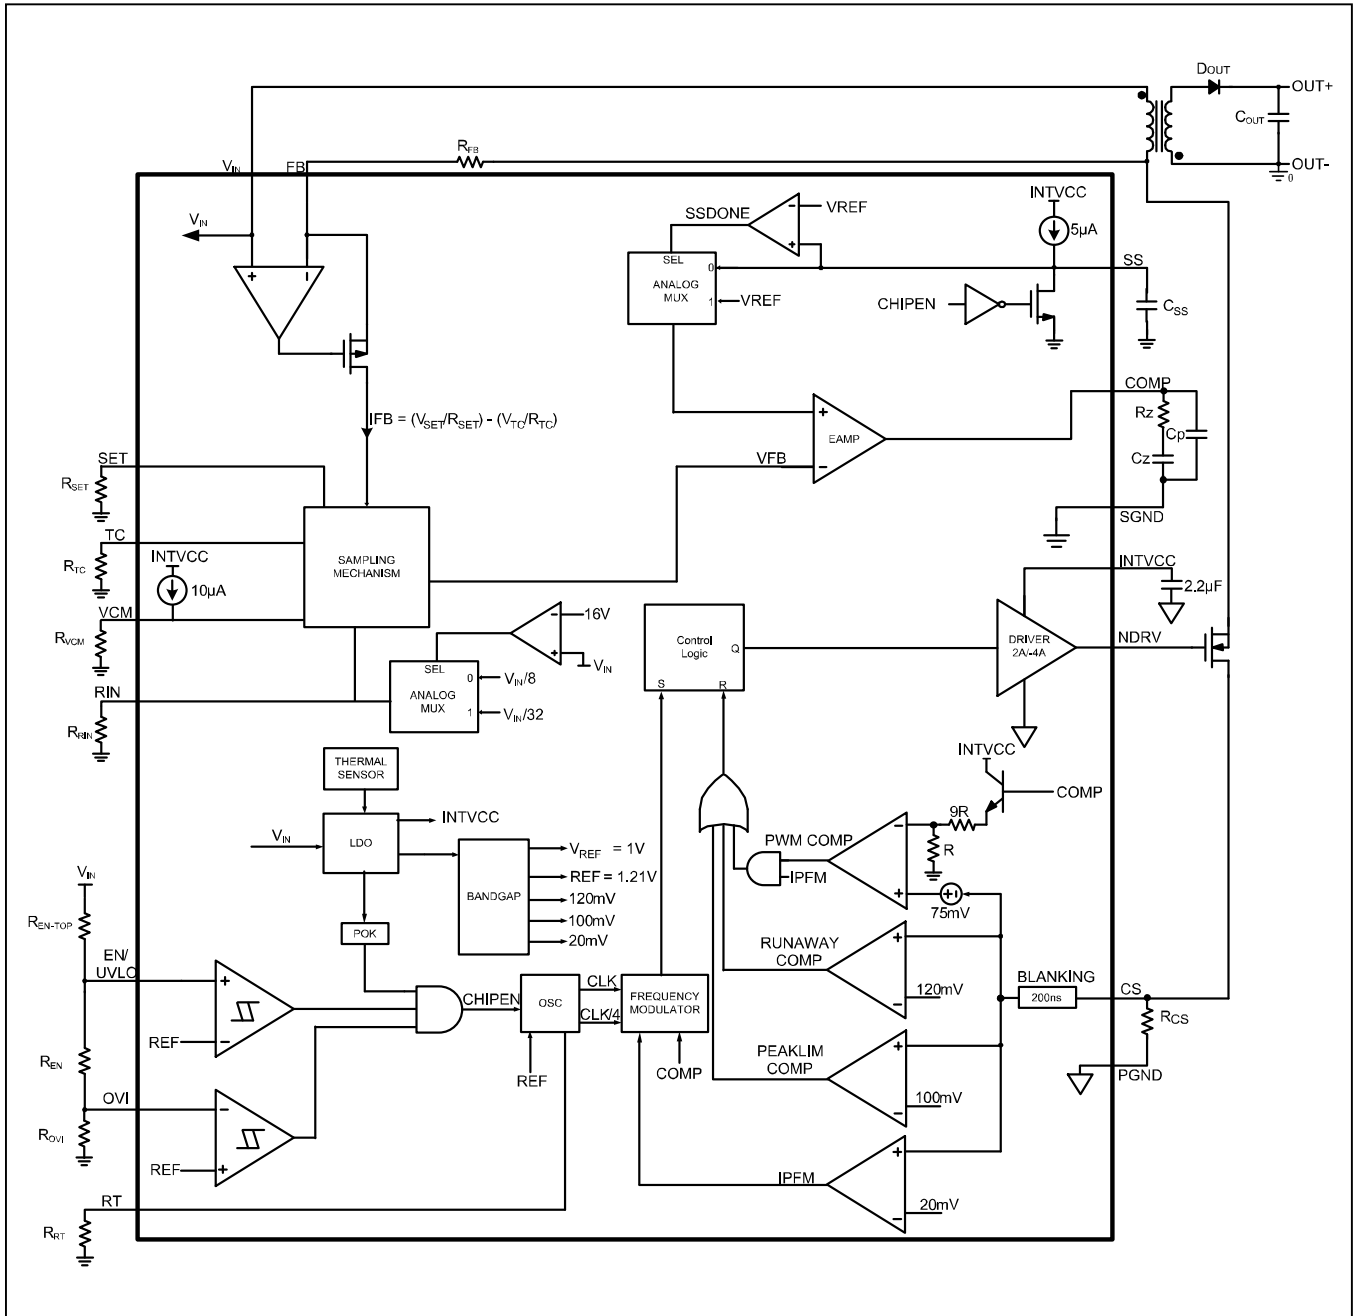 DOUT
OUT+
COUT
OUT-
0
RFB
VIN
FB
VIN
INTVCC
5µA
SSDONE
VREF
SEL
ANALOG
MUX
0
1
VREF
SS
CSS
CHIPEN
IFB = (VSET/RSET) - (VTC/RTC)
COMP
Rz
Cp
Cz
SGND
EAMP
VFB
SET
RSET
TC
RTC
INTVCC
10µA
VCM
RVCM
RIN
RRIN
SAMPLING
MECHANISM
16V
VIN
SEL
ANALOG
MUX
0
VIN/8
1
VIN/32
Control
Logic
Q
S
R
DRIVER
2A/-4A
INTVCC
2.2µF
NDRV
THERMAL
SENSOR
LDO
VIN
INTVCC
BANDGAP
VREF = 1V
REF = 1.21V
120mV
100mV
20mV
POK
INTVCC
COMP
9R
R
PWM COMP
IPFM
75mV
RUNAWAY
COMP
120mV
BLANKING
200ns
CS
RCS
PGND
PEAKLIM
COMP
100mV
IPFM
20mV
VIN
REN-TOP
EN/
UVLO
REF
REN
OVI
ROVI
REF
RT
RRT
CHIPEN
OSC
CLK
CLK/4
REF
FREQUENCY
MODULATOR
COMP